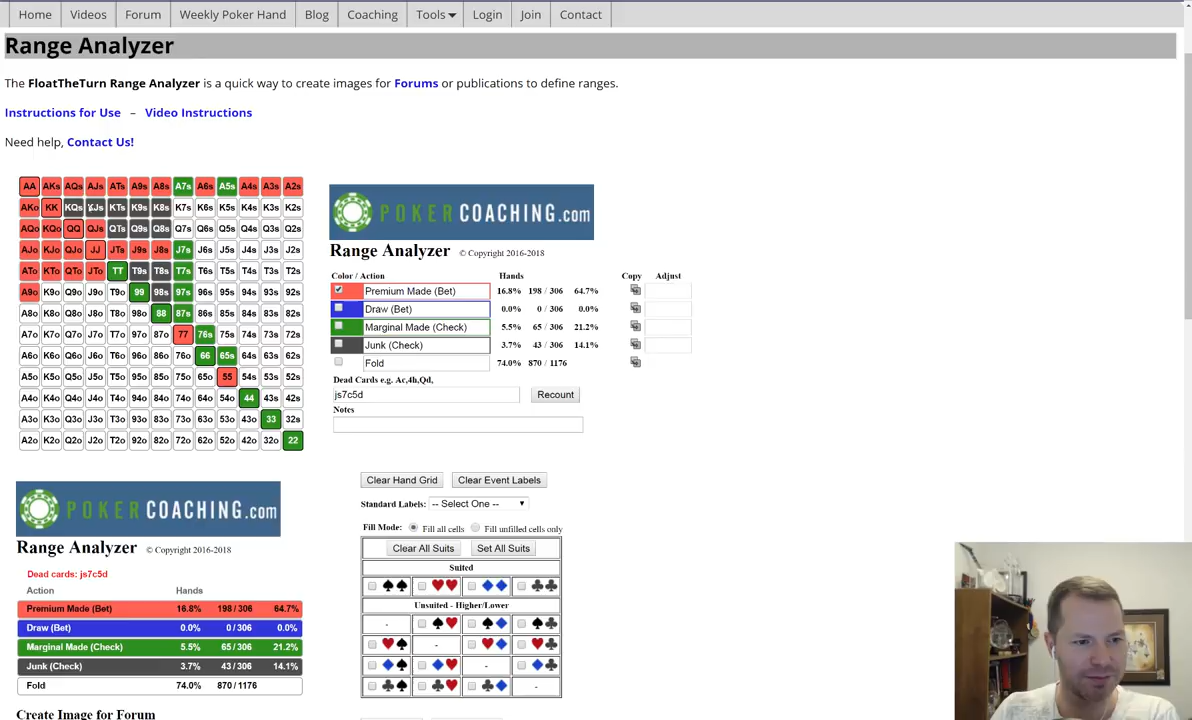 Home Videos Forum Weekly Poker Hand Blog Coaching Tools Login Join Contact
Range Analyzer
The FloatTheTurn Range Analyzer is a quick way to create images for Forums or publications to define ranges.
Instructions for Use – Video Instructions
Need help, Contact Us!
AA AKs AQs AJs ATs A9s A8s A7s A6s A5s A4s A3s A2s
AKo KK KQs KJs KTs K9s K8s K7s K6s K5s K4s K3s K2s
AQo KQo QQ QJs QTs Q9s Q8s Q7s Q6s Q5s Q4s Q3s Q2s
AJo KJo QJo JJ JTs J9s J8s J7s J6s J5s J4s J3s J2s
ATo KTo QTo JTo TT T9s T8s T7s T6s T5s T4s T3s T2s
A9o K9o Q9o J9o T9o 99 98s 97s 96s 95s 94s 93s 92s
A8o K8o Q8o J8o T8o 98o 88 87s 86s 85s 84s 83s 82s
A7o K7o Q7o J7o T7o 97o 87o 77 76s 75s 74s 73s 72s
A6o K6o Q6o J6o T6o 96o 86o 76o 66 65s 64s 63s 62s
A5o K5o Q5o J5o T5o 95o 85o 75o 65o 55 54s 53s 52s
A4o K4o Q4o J4o T4o 94o 84o 74o 64o 54o 44 43s 42s
A3o K3o Q3o J3o T3o 93o 83o 73o 63o 53o 43o 33 32s
A2o K2o Q2o J2o T2o 92o 82o 72o 62o 52o 42o 32o 22
POKERCOACHING.com
Range Analyzer © Copyright 2016-2018
Color / Action Hands Copy Adjust
Premium Made (Bet) 16.8% 198 / 306 64.7%
Draw (Bet) 0.0% 0 / 306 0.0%
Marginal Made (Check) 5.5% 65 / 306 21.2%
Junk (Check) 3.7% 43 / 306 14.1%
Fold 74.0% 870 / 1176
Dead Cards e.g. Ac,4h,Qd,
js7c5d Recount
Notes
Clear Hand Grid Clear Event Labels
Standard Labels: -- Select One --
Fill Mode: Fill all cells Fill unfilled cells only
Clear All Suits Set All Suits
Suited
♠♠ ♥♥ ♦♦ ♣♣
Unsuited - Higher/Lower
- ♠♥ ♠♦ ♠♣
♥♠ - ♥♦ ♥♣
♦♠ ♦♥ - ♦♣
♣♠ ♣♥ ♣♦ -
POKERCOACHING.com
Range Analyzer © Copyright 2016-2018
Dead cards: js7c5d
Action Hands
Premium Made (Bet) 16.8% 198 / 306 64.7%
Draw (Bet) 0.0% 0 / 306 0.0%
Marginal Made (Check) 5.5% 65 / 306 21.2%
Junk (Check) 3.7% 43 / 306 14.1%
Fold 74.0% 870 / 1176
Create Image for Forum